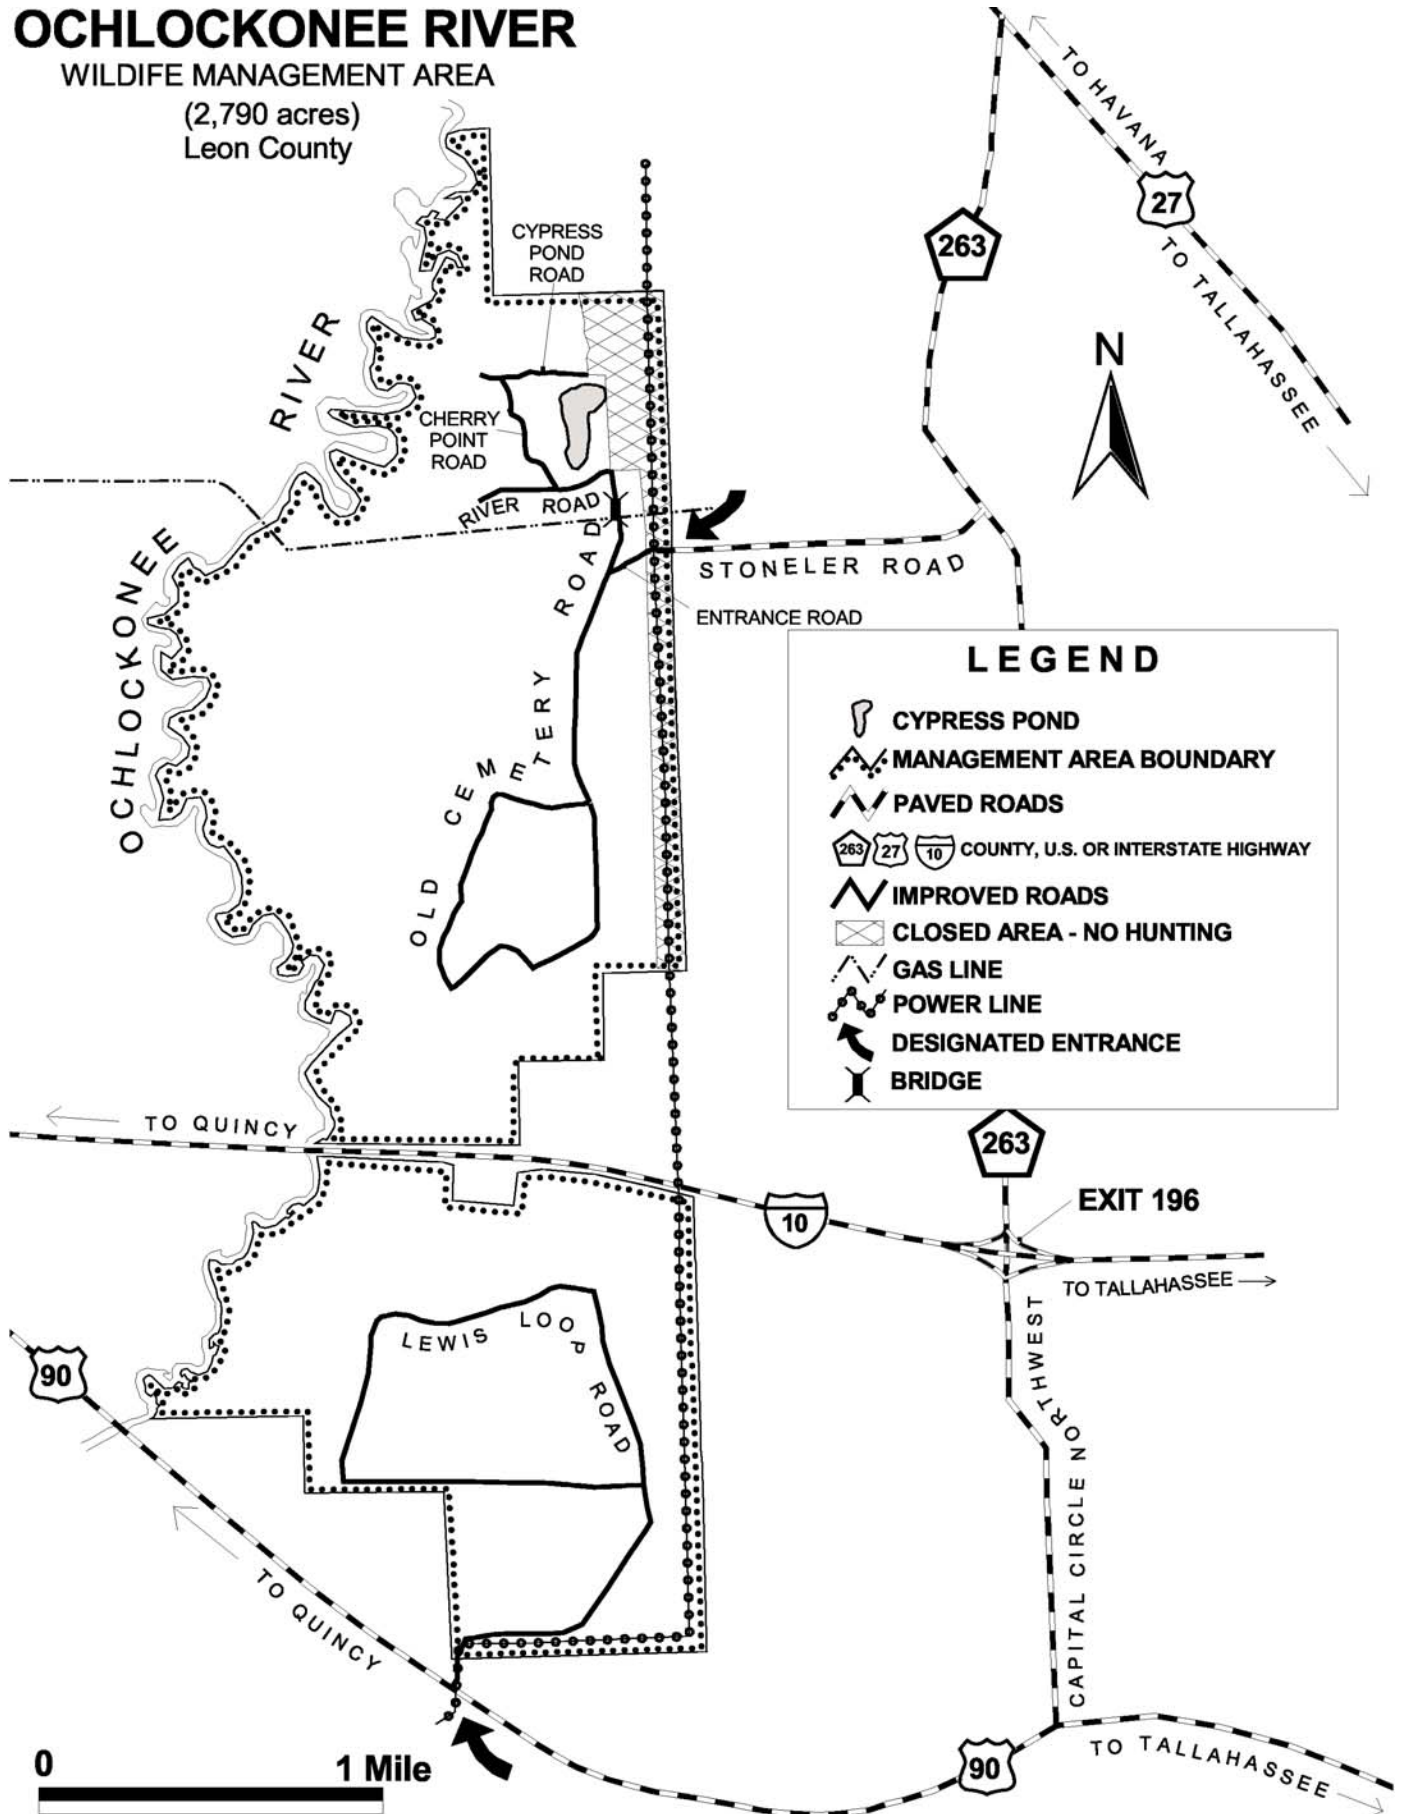 OCHLOCKONEE RIVER
WILDIFE MANAGEMENT AREA
(2,790 acres)
Leon County
TO HAVANA
27
TO TALLAHASSEE
263
N
CYPRESS
POND
ROAD
OCHLOCKONEE RIVER
CHERRY
POINT
ROAD
RIVER ROAD
STONELER ROAD
ENTRANCE ROAD
OLD CEMETERY ROAD
LEGEND
CYPRESS POND
MANAGEMENT AREA BOUNDARY
PAVED ROADS
263 27 10 COUNTY, U.S. OR INTERSTATE HIGHWAY
IMPROVED ROADS
CLOSED AREA - NO HUNTING
GAS LINE
POWER LINE
DESIGNATED ENTRANCE
BRIDGE
TO QUINCY
263
EXIT 196
10
TO TALLAHASSEE
LEWIS LOOP ROAD
90
CAPITAL CIRCLE NORTHWEST
TO QUINCY
90
TO TALLAHASSEE
0 1 Mile